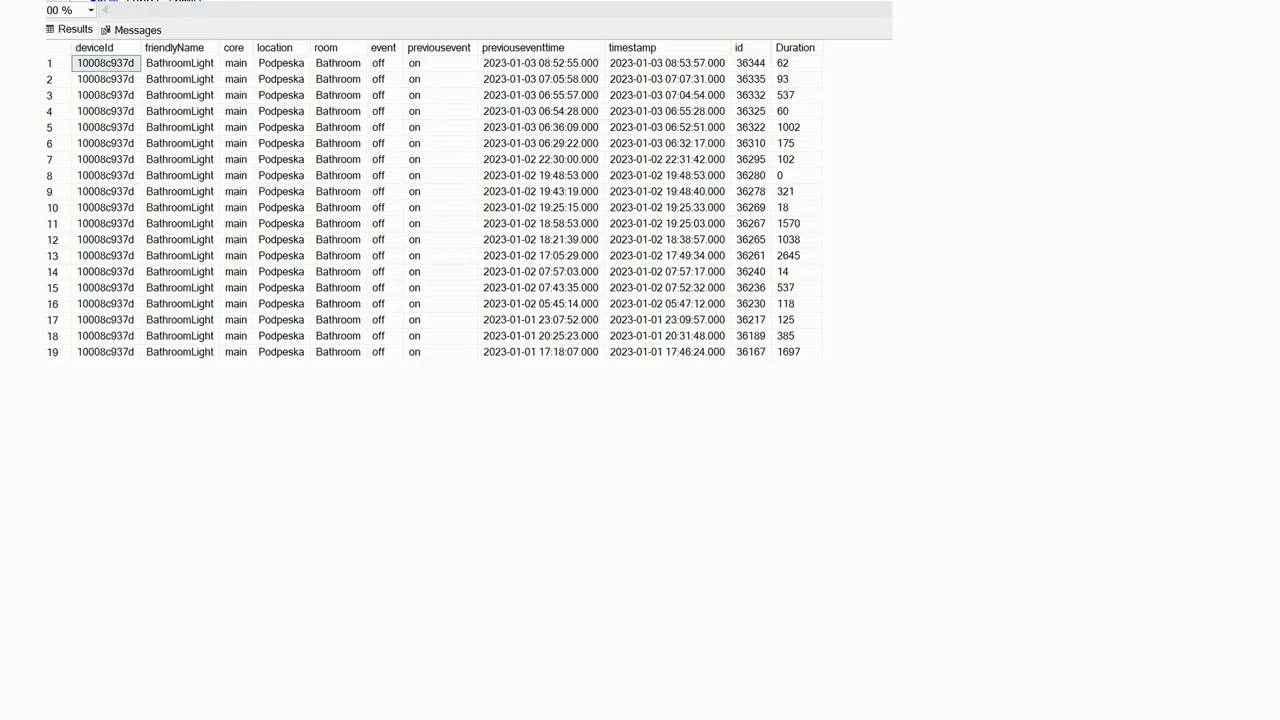 00 %
Results Messages
deviceId friendlyName core location room event previousevent previouseventtime timestamp id Duration
1 10008c937d BathroomLight main Podpeska Bathroom off on 2023-01-03 08:52:55.000 2023-01-03 08:53:57.000 36344 62
2 10008c937d BathroomLight main Podpeska Bathroom off on 2023-01-03 07:05:58.000 2023-01-03 07:07:31.000 36335 93
3 10008c937d BathroomLight main Podpeska Bathroom off on 2023-01-03 06:55:57.000 2023-01-03 07:04:54.000 36332 537
4 10008c937d BathroomLight main Podpeska Bathroom off on 2023-01-03 06:54:28.000 2023-01-03 06:55:28.000 36325 60
5 10008c937d BathroomLight main Podpeska Bathroom off on 2023-01-03 06:36:09.000 2023-01-03 06:52:51.000 36322 1002
6 10008c937d BathroomLight main Podpeska Bathroom off on 2023-01-03 06:29:22.000 2023-01-03 06:32:17.000 36310 175
7 10008c937d BathroomLight main Podpeska Bathroom off on 2023-01-02 22:30:00.000 2023-01-02 22:31:42.000 36295 102
8 10008c937d BathroomLight main Podpeska Bathroom off on 2023-01-02 19:48:53.000 2023-01-02 19:48:53.000 36280 0
9 10008c937d BathroomLight main Podpeska Bathroom off on 2023-01-02 19:43:19.000 2023-01-02 19:48:40.000 36278 321
10 10008c937d BathroomLight main Podpeska Bathroom off on 2023-01-02 19:25:15.000 2023-01-02 19:25:33.000 36269 18
11 10008c937d BathroomLight main Podpeska Bathroom off on 2023-01-02 18:58:53.000 2023-01-02 19:25:03.000 36267 1570
12 10008c937d BathroomLight main Podpeska Bathroom off on 2023-01-02 18:21:39.000 2023-01-02 18:38:57.000 36265 1038
13 10008c937d BathroomLight main Podpeska Bathroom off on 2023-01-02 17:05:29.000 2023-01-02 17:49:34.000 36261 2645
14 10008c937d BathroomLight main Podpeska Bathroom off on 2023-01-02 07:57:03.000 2023-01-02 07:57:17.000 36240 14
15 10008c937d BathroomLight main Podpeska Bathroom off on 2023-01-02 07:43:35.000 2023-01-02 07:52:32.000 36236 537
16 10008c937d BathroomLight main Podpeska Bathroom off on 2023-01-02 05:45:14.000 2023-01-02 05:47:12.000 36230 118
17 10008c937d BathroomLight main Podpeska Bathroom off on 2023-01-01 23:07:52.000 2023-01-01 23:09:57.000 36217 125
18 10008c937d BathroomLight main Podpeska Bathroom off on 2023-01-01 20:25:23.000 2023-01-01 20:31:48.000 36189 385
19 10008c937d BathroomLight main Podpeska Bathroom off on 2023-01-01 17:18:07.000 2023-01-01 17:46:24.000 36167 1697